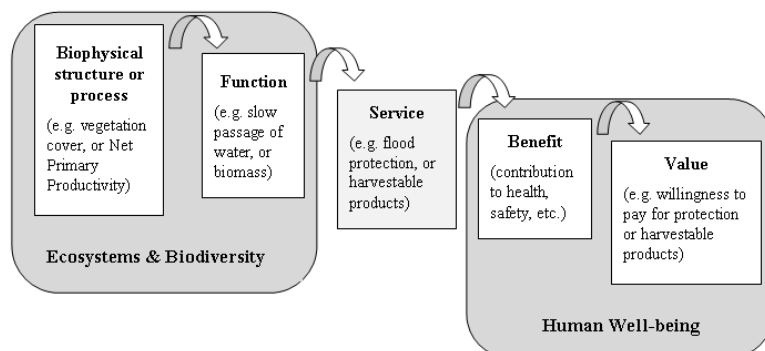 Biophysical
structure or
process
(e.g. vegetation
cover, or Net
Primary
Productivity)
Function
(e.g. slow
passage of
water, or
biomass)
Service
(e.g. flood
protection, or
harvestable
products)
Benefit
(contribution
to health,
safety, etc.)
Value
(e.g. willingness to
pay for protection
or harvestable
products)
Ecosystems & Biodiversity
Human Well-being